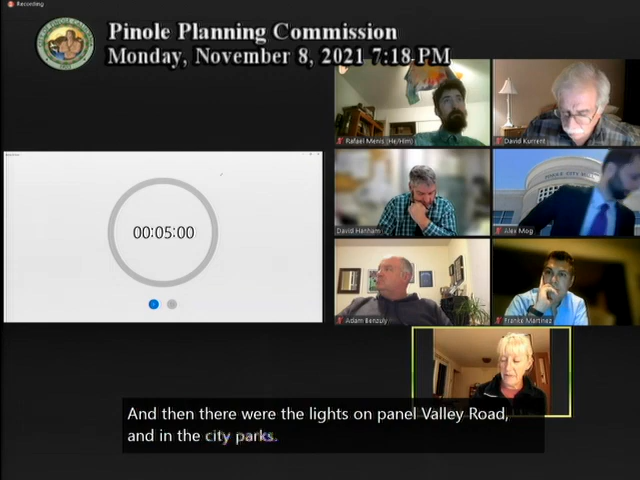 Recording
Pinole Planning Commission
Monday, November 8, 2021 7:18 PM
Rafael Menis (He/Him)
David Kurrent
00:05:00
David Hanham
Alex Mog
Adam Benzuly
And then there were the lights on panel Valley Road,
and in the city parks.